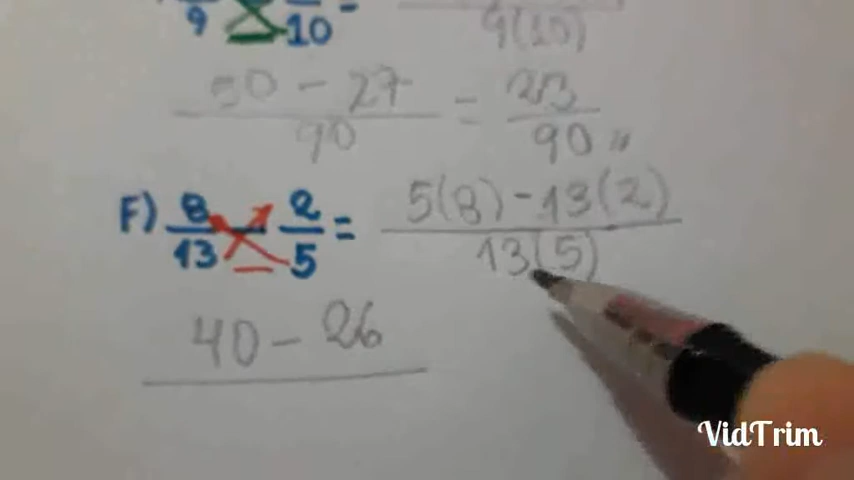 9 10 = 9(10)
50 - 27 / 90 = 23 / 90 "
F) 8/13 - 2/5 = 5(8) - 13(2) / 13(5)
40 - 26
VidTrim